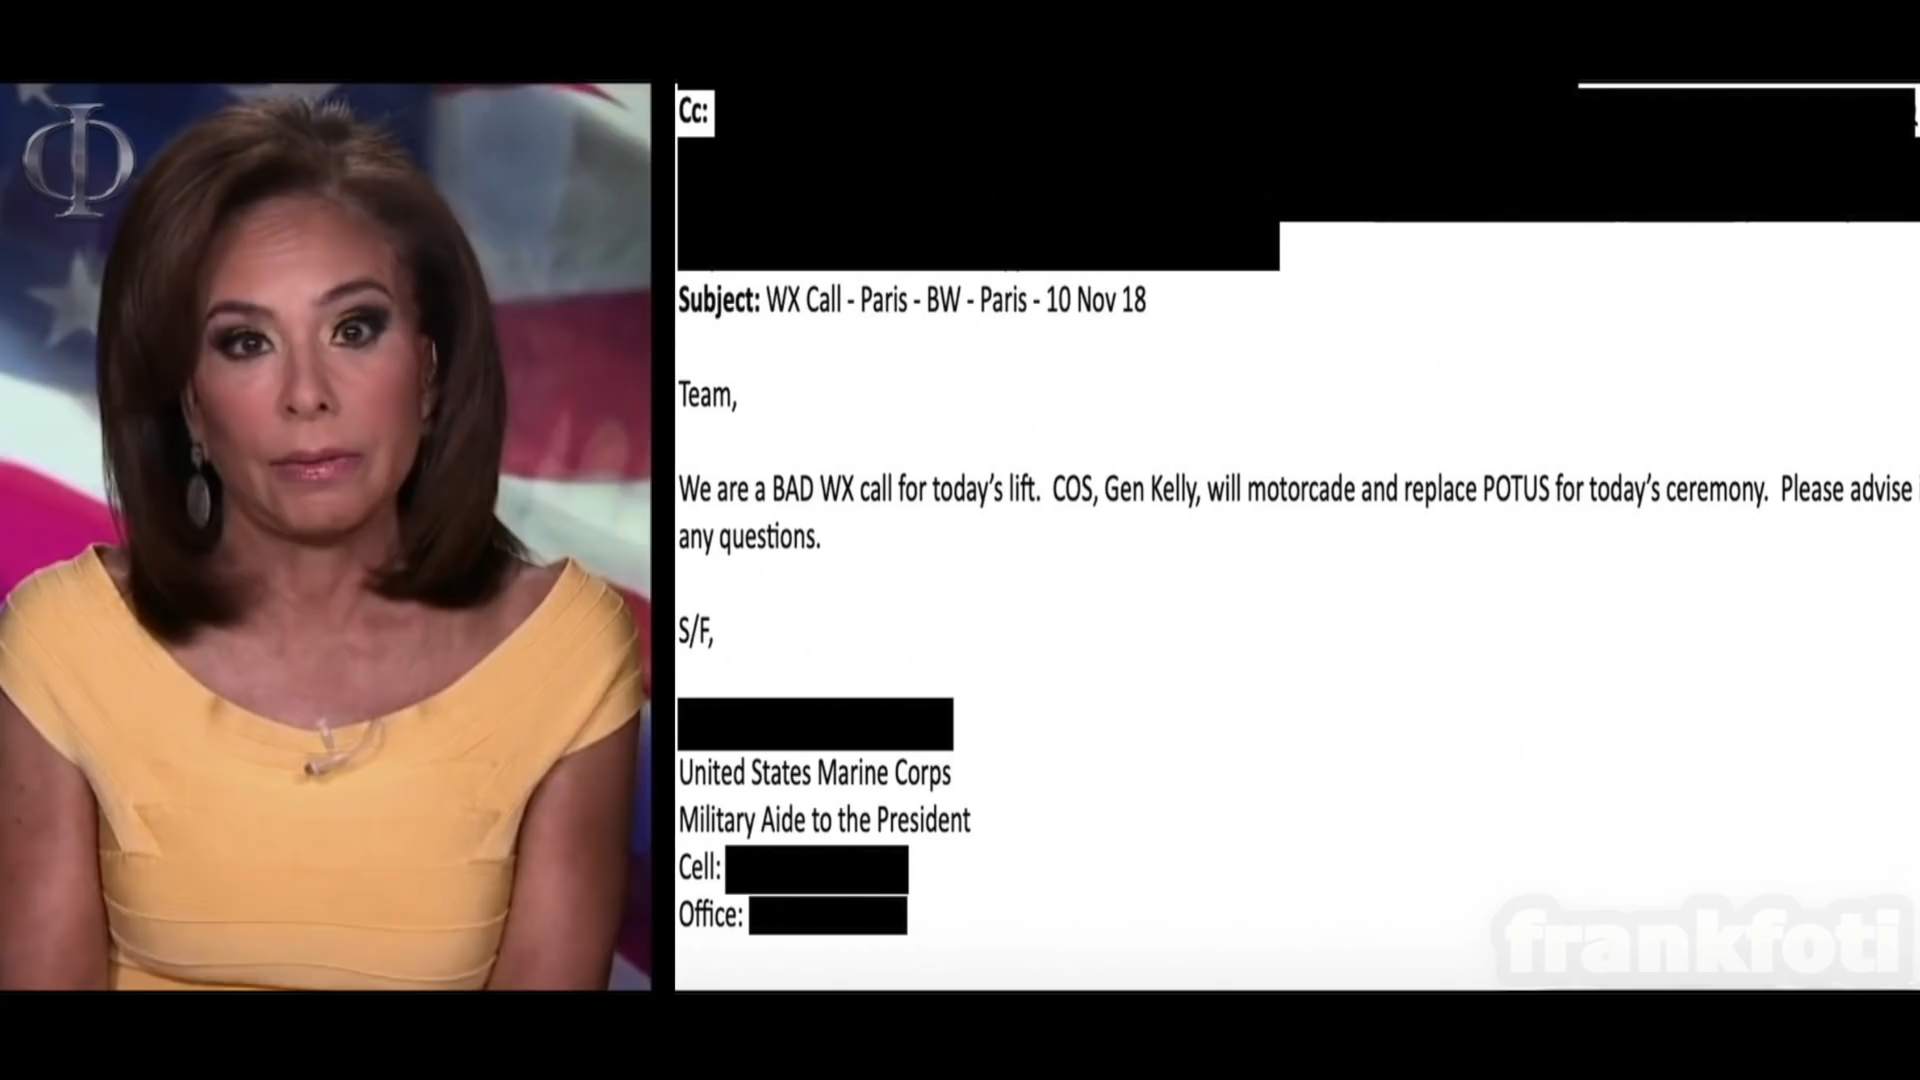 Φ
Cc:
Subject: WX Call - Paris - BW - Paris - 10 Nov 18
Team,
We are a BAD WX call for today's lift. COS, Gen Kelly, will motorcade and replace POTUS for today's ceremony. Please advise
any questions.
S/F,
United States Marine Corps
Military Aide to the President
Cell:
Office:
frankfoti